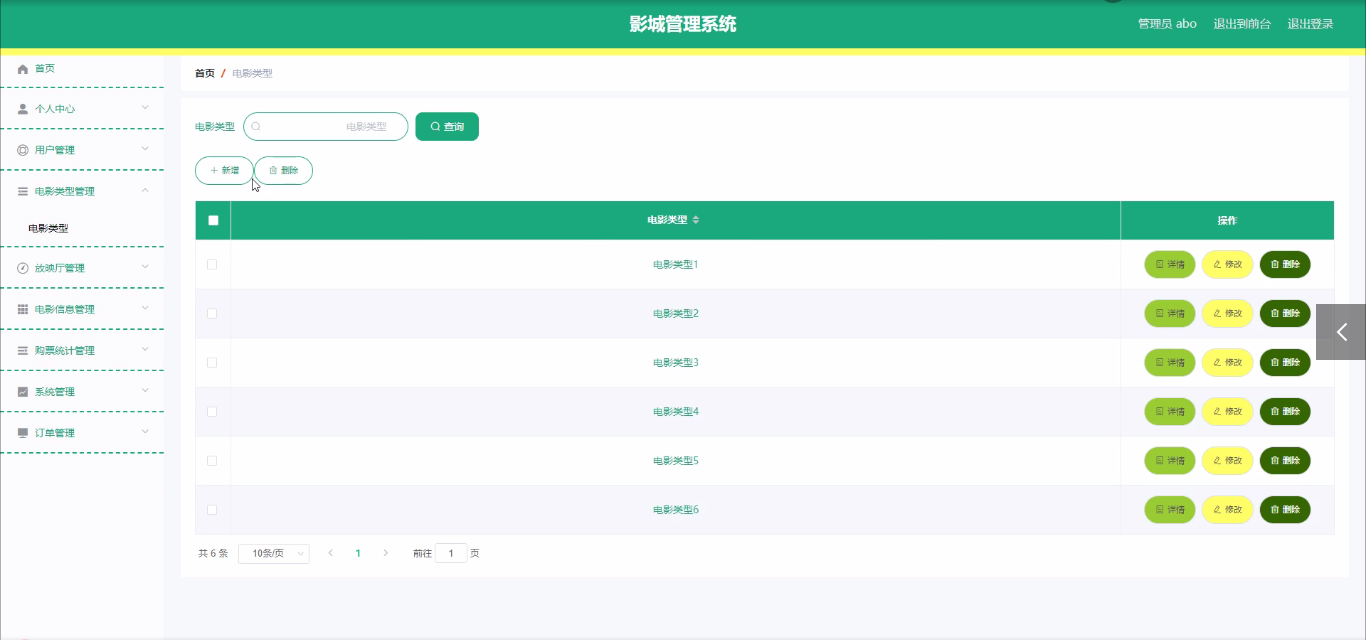 影城管理系统
管理员 abo 退出到前台 退出登录
首页
个人中心
用户管理
电影类型管理
电影类型
放映厅管理
电影信息管理
购票统计管理
系统管理
订单管理
首页 / 电影类型
电影类型 电影类型 查询
新增 删除
电影类型 操作
电影类型1 详情 修改 删除
电影类型2 详情 修改 删除
电影类型3 详情 修改 删除
电影类型4 详情 修改 删除
电影类型5 详情 修改 删除
电影类型6 详情 修改 删除
共 6 条 10条/页 1 前往 1 页